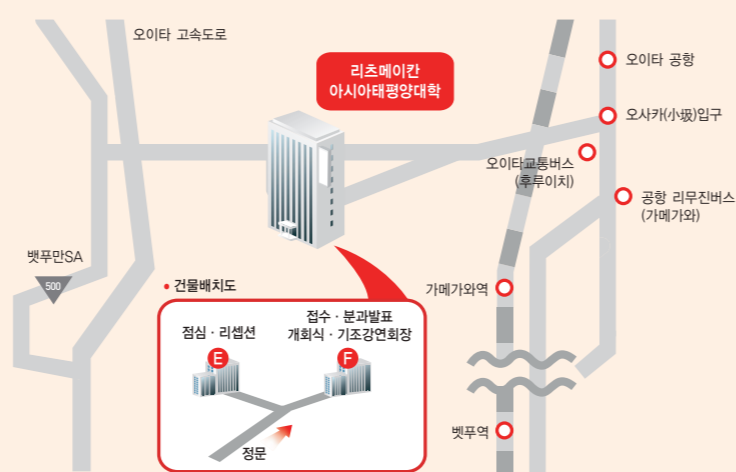 오이타 고속도로
리츠메이칸
아시아태평양대학
오이타 공항
오사카(小圾)입구
오이타교통버스
(후루이치)
공항 리무진버스
(가메가와)
뱃푸만SA
500
가메가와역
• 건물배치도
점심 · 리셉션
접수 · 분과발표
개회식 · 기조강연회장
E
F
정문
벳푸역